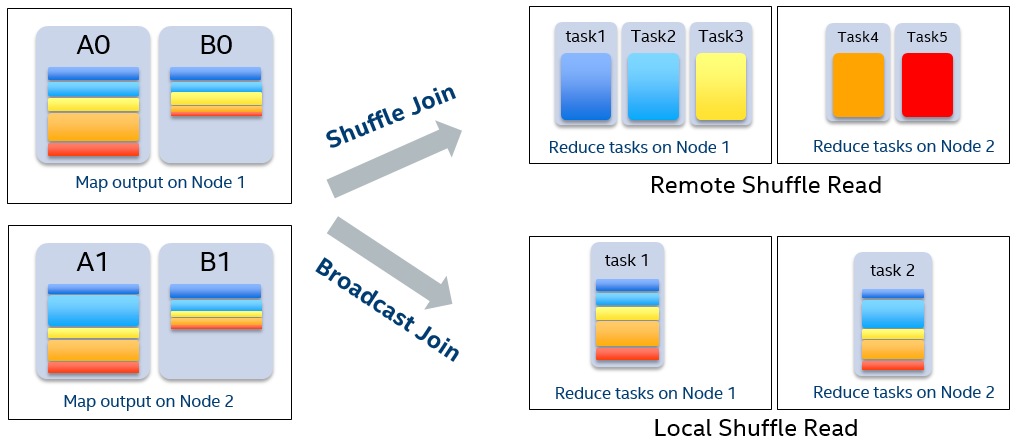 A0
B0
Map output on Node 1
A1
B1
Map output on Node 2
Shuffle Join
Broadcast Join
task1
Task2
Task3
Reduce tasks on Node 1
Task4
Task5
Reduce tasks on Node 2
Remote Shuffle Read
task 1
Reduce tasks on Node 1
task 2
Reduce tasks on Node 2
Local Shuffle Read